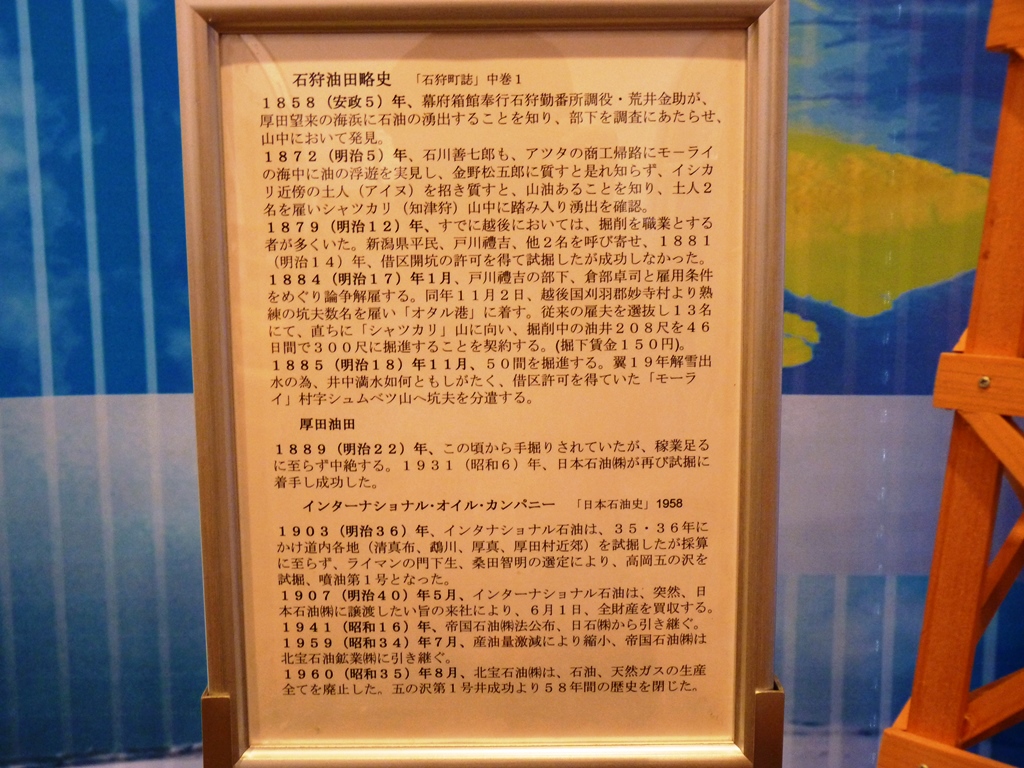 石狩油田略史　「石狩町誌」中巻１
１８５８（安政５）年、幕府箱館奉行石狩勤番所調役・荒井金助が、
厚田望来の海浜に石油の湧出することを知り、部下を調査にあたらせ、
山中において発見。
１８７２（明治５）年、石川善七郎も、アツタの商工帰路にモーライ
の海中に油の浮遊を実見し、金野松五郎に質すと是れ知らず、イシカ
リ近傍の土人（アイヌ）を招き質すと、山油あることを知り、土人２
名を雇いシャツカリ（知津狩）山中に踏み入り湧出を確認。
１８７９（明治１２）年、すでに越後においては、掘削を職業とする
者が多くいた。新潟県平民、戸川禮吉、他２名を呼び寄せ、１８８１
（明治１４）年、借区開坑の許可を得て試掘したが成功しなかった。
１８８４（明治１７）年１月、戸川禮吉の部下、倉部卓司と雇用条件
をめぐり論争解雇する。同年１１月２日、越後国刈羽郡妙寺村より熟
練の坑夫数名を雇い「オタル港」に着す。従来の雇夫を選抜し１３名
にて、直ちに「シャツカリ」山に向い、掘削中の油井２０８尺を４６
日間で３００尺に掘進することを契約する。(掘下賃金１５０円)。
１８８５（明治１８）年１１月、５０間を掘進する。翼１９年解雪出
水の為、井中満水如何ともしがたく、借区許可を得ていた「モーラ
イ」村字シュムベツ山へ坑夫を分遣する。
厚田油田
１８８９（明治２２）年、この頃から手掘りされていたが、稼業足る
に至らず中絶する。１９３１（昭和６）年、日本石油㈱が再び試掘に
着手し成功した。
インターナショナル・オイル・カンパニー　「日本石油史」1958
１９０３（明治３６）年、インタナショナル石油は、３５・３６年に
かけ道内各地（清真布、鵡川、厚真、厚田村近郊）を試掘したが採算
に至らず、ライマンの門下生、桑田智明の選定により、高岡五の沢を
試掘、噴油第１号となった。
１９０７（明治４０）年５月、インターナショナル石油は、突然、日
本石油㈱に譲渡したい旨の来社により、６月１日、全財産を買収する。
１９４１（昭和１６）年、帝国石油㈱法公布、日石㈱から引き継ぐ。
１９５９（昭和３４）年７月、産油量激減により縮小、帝国石油㈱は
北宝石油鉱業㈱に引き継ぐ。
１９６０（昭和３５）年８月、北宝石油㈱は、石油、天然ガスの生産
全てを廃止した。五の沢第１号井成功より５８年間の歴史を閉じた。